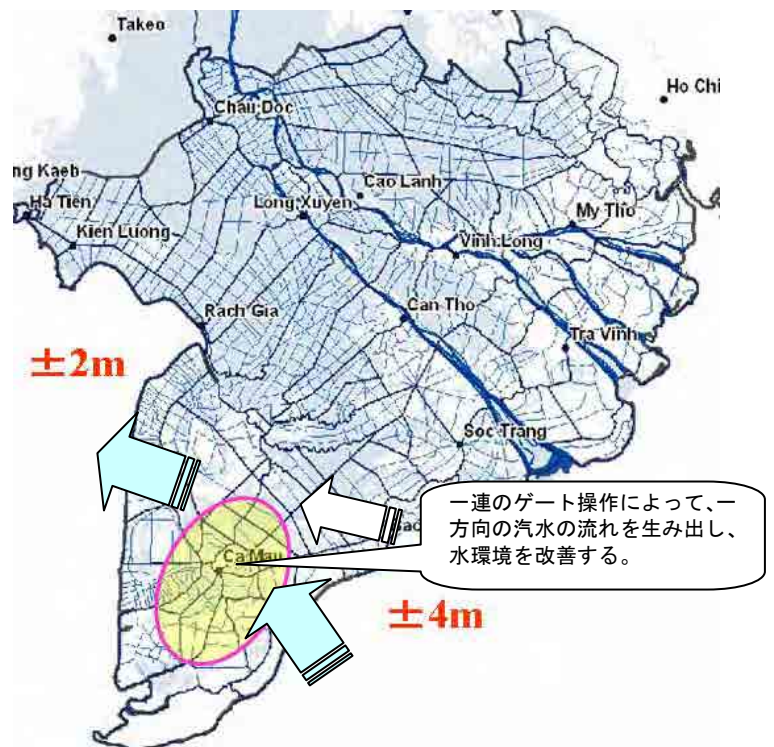 Takeo
Ho Chi
Chau Doc
ng Kaeb
Ha Tien
Cao Lanh
Long Xuyen
My Tho
Kien Luong
Vinh Long
Rach Gia
Can Tho
Tra Vinh
±2m
Soc Trang
一連のゲート操作によって、一
方向の汽水の流れを生み出し、
水環境を改善する。
Ca Mau
±4m